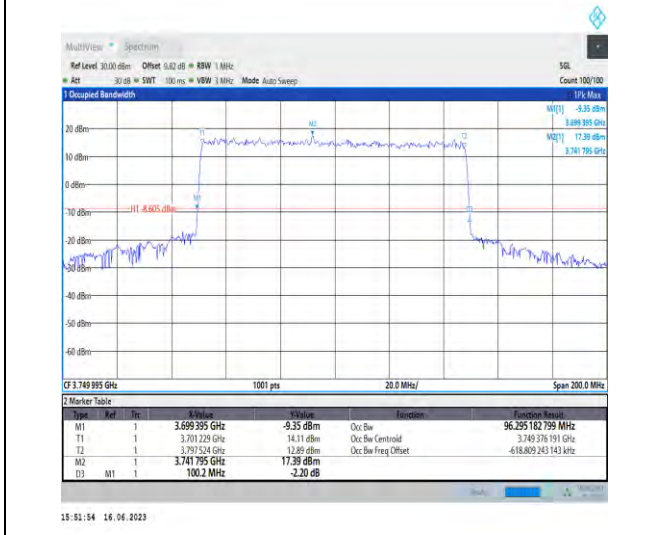 MultiView Spectrum
Ref Level 30.00 dBm Offset 0.82 dB RBW 1 MHz SGL
Att 30 dB SWT 100 ms VBW 3 MHz Mode Auto Sweep Count 100/100
1 Occupied Bandwidth 1Pk Max
M1[1] -9.35 dBm
3.699 395 GHz
M2[1] 17.39 dBm
3.741 795 GHz
20 dBm
10 dBm
0 dBm
-10 dBm
-20 dBm
-30 dBm
-40 dBm
-50 dBm
-60 dBm
H1 -8.605 dBm
T1
M2
T2
M1
D3
CF 3.749 995 GHz 1001 pts 20.0 MHz/ Span 200.0 MHz
2 Marker Table
Type Ref Trc X-Value Y-Value Function Function Result
M1 1 3.699 395 GHz -9.35 dBm Occ Bw 96.295 182 799 MHz
T1 1 3.701 229 GHz 14.11 dBm Occ Bw Centroid 3.749 376 191 GHz
T2 1 3.797 524 GHz 12.89 dBm Occ Bw Freq Offset -618.809 243 143 kHz
M2 1 3.741 795 GHz 17.39 dBm
D3 M1 1 100.2 MHz -2.20 dB
15:51:54 16.06.2023